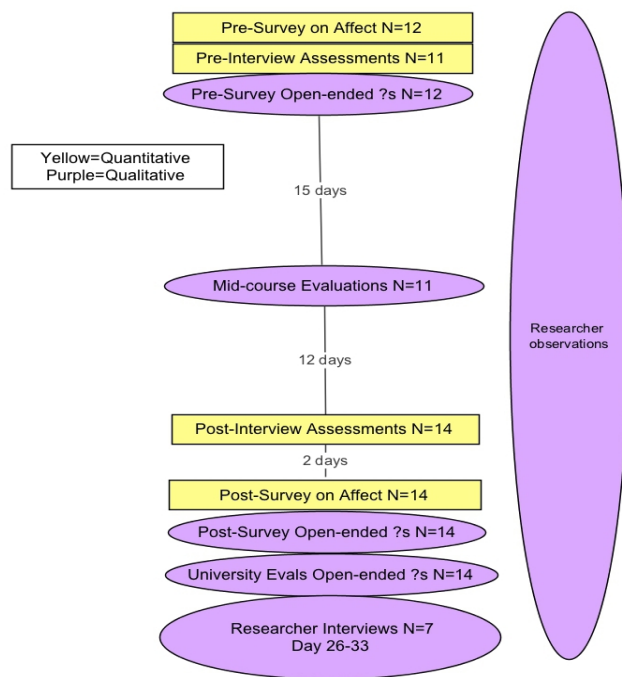 Pre-Survey on Affect N=12
Pre-Interview Assessments N=11
Pre-Survey Open-ended ?s N=12
Yellow=Quantitative
Purple=Qualitative
15 days
Mid-course Evaluations N=11
Researcher
observations
12 days
Post-Interview Assessments N=14
2 days
Post-Survey on Affect N=14
Post-Survey Open-ended ?s N=14
University Evals Open-ended ?s N=14
Researcher Interviews N=7
Day 26-33